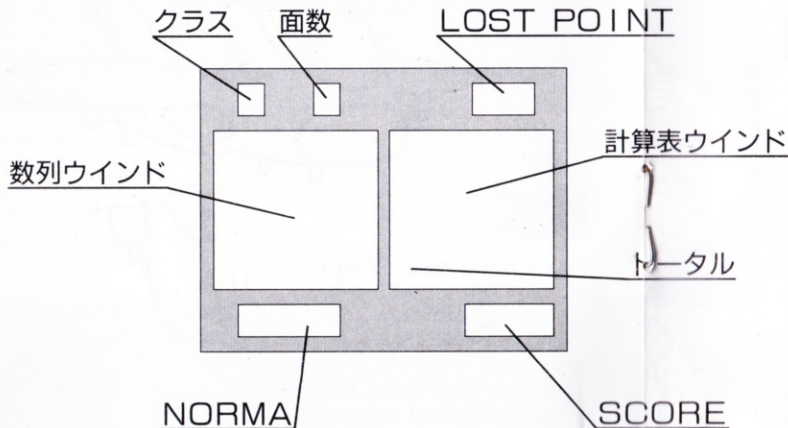 クラス
面数
LOST POINT
数列ウインド
計算表ウインド
トータル
NORMA
SCORE